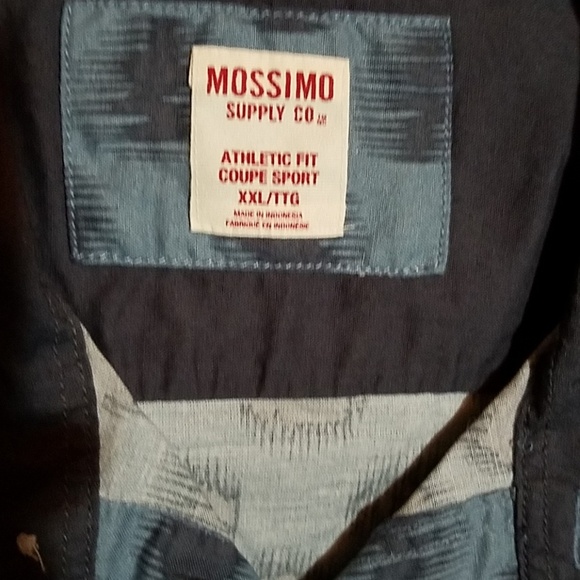 MOSSIMO
SUPPLY CO
ATHLETIC FIT
COUPE SPORT
XXL/TTG
MADE IN INDONESIA
FABRIQUÉ EN INDONÉSIE